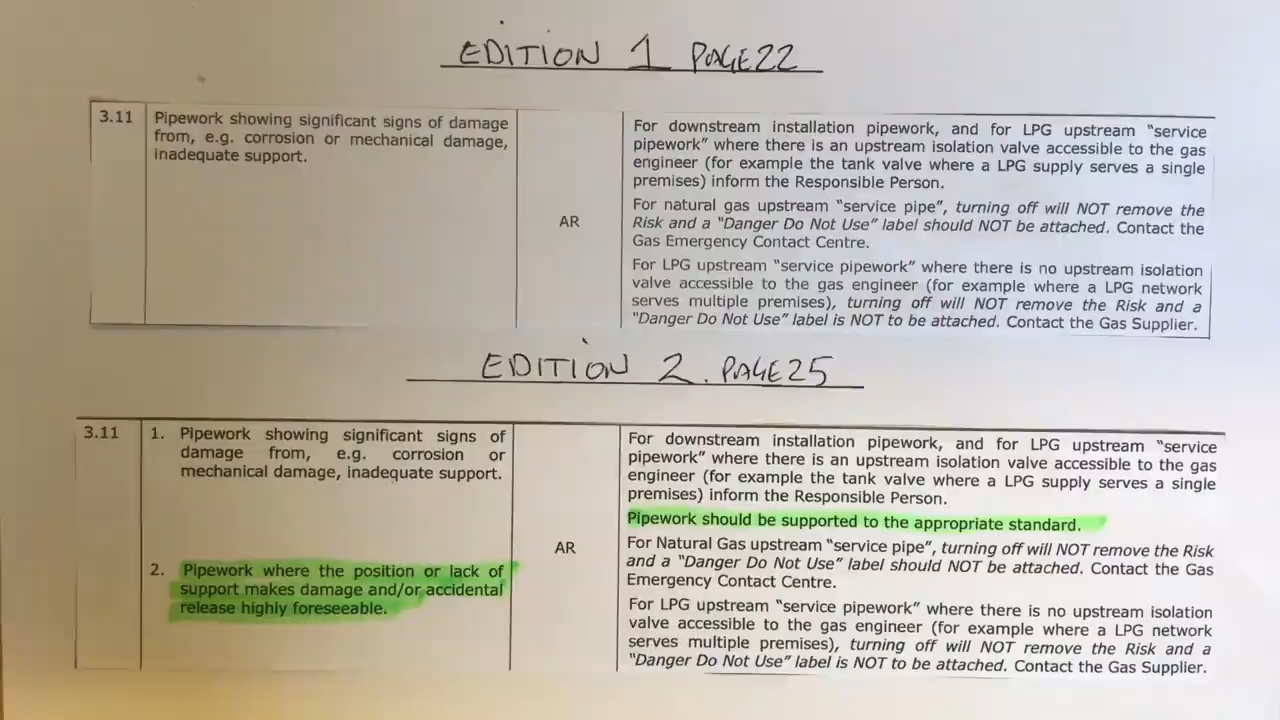 EDITION 1 PAGE 22
3.11
Pipework showing significant signs of damage
from, e.g. corrosion or mechanical damage,
inadequate support.
AR
For downstream installation pipework, and for LPG upstream “service
pipework” where there is an upstream isolation valve accessible to the gas
engineer (for example the tank valve where a LPG supply serves a single
premises) inform the Responsible Person.
For natural gas upstream “service pipe”, turning off will NOT remove the
Risk and a “Danger Do Not Use” label should NOT be attached. Contact the
Gas Emergency Contact Centre.
For LPG upstream “service pipework” where there is no upstream isolation
valve accessible to the gas engineer (for example where a LPG network
serves multiple premises), turning off will NOT remove the Risk and a
“Danger Do Not Use” label is NOT to be attached. Contact the Gas Supplier.
EDITION 2. PAGE 25
3.11
1. Pipework showing significant signs of
damage from, e.g. corrosion or
mechanical damage, inadequate support.
2. Pipework where the position or lack of
support makes damage and/or accidental
release highly foreseeable.
AR
For downstream installation pipework, and for LPG upstream “service
pipework” where there is an upstream isolation valve accessible to the gas
engineer (for example the tank valve where a LPG supply serves a single
premises) inform the Responsible Person.
Pipework should be supported to the appropriate standard.
For Natural Gas upstream “service pipe”, turning off will NOT remove the Risk
and a “Danger Do Not Use” label should NOT be attached. Contact the Gas
Emergency Contact Centre.
For LPG upstream “service pipework” where there is no upstream isolation
valve accessible to the gas engineer (for example where a LPG network
serves multiple premises), turning off will NOT remove the Risk and a
“Danger Do Not Use” label is NOT to be attached. Contact the Gas Supplier.